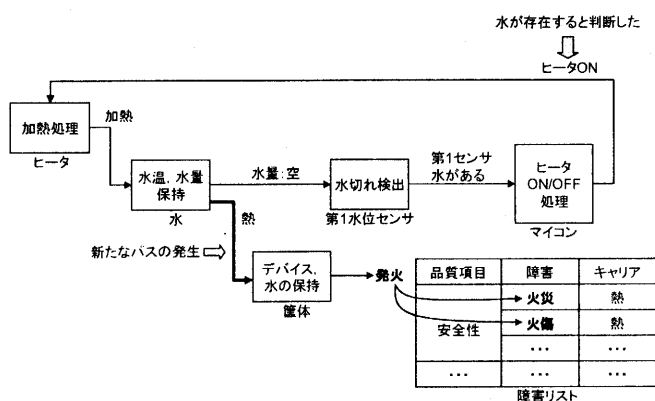 水が存在すると判断した
ヒータON
加熱処理
ヒータ
加熱
水温, 水量
保持
水
水量:空
水切れ検出
第1水位センサ
第1センサ
水がある
ヒータ
ON/OFF
処理
マイコン
熱
新たなパスの発生
デバイス,
水の保持
筐体
発火
品質項目 障害 キャリア
安全性
火災 熱
火傷 熱
... ...
... ... ...
障害リスト